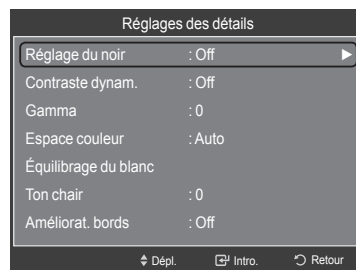 Réglages des détails
Réglage du noir : Off
Contraste dynam. : Off
Gamma : 0
Espace couleur : Auto
Équilibrage du blanc
Ton chair : 0
Améliorat. bords : Off
Dépl. Intro. Retour